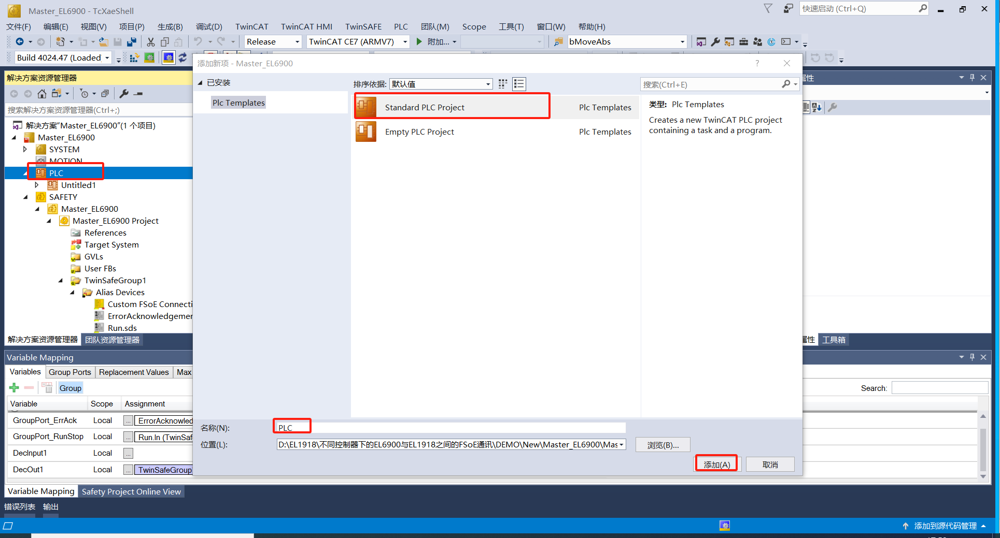 Master_EL6900 - TcXaeShell
快速启动 (Ctrl+Q)
文件(F) 编辑(E) 视图(V) 项目(P) 生成(B) 调试(D) TwinCAT TwinCAT HMI TwinSAFE PLC 团队(M) Scope 工具(T) 窗口(W) 帮助(H)
Release TwinCAT CE7 (ARMV7) 附加... bMoveAbs
Build 4024.47 (Loaded)
添加新项 - Master_EL6900
解决方案资源管理器
属性
已安装
排序依据: 默认值
搜索(Ctrl+E)
Plc Templates
Standard PLC Project Plc Templates
类型: Plc Templates
搜索解决方案资源管理器(Ctrl+;)
Creates a new TwinCAT PLC project
containing a task and a program.
Empty PLC Project Plc Templates
解决方案"Master_EL6900"(1 个项目)
Master_EL6900
SYSTEM
MOTION
PLC
Untitled1
SAFETY
Master_EL6900
Master_EL6900 Project
References
Target System
GVLs
User FBs
TwinSafeGroup1
Alias Devices
Custom FSoE Connecti
ErrorAcknowledgemer
Run.sds
解决方案资源管理器 团队资源管理器
属性 工具箱
Variable Mapping
Variables Group Ports Replacement Values Max
Group
Search:
Variable Scope Assignment
GroupPort_ErrAck Local ... ErrorAcknowled
GroupPort_RunStop Local ... Run.In (TwinSaf
DecInput1 Local ...
DecOut1 Local ... TwinSafeGroup
名称(N): PLC
位置(L): D:\EL1918\不同控制器下的EL6900与EL1918之间的FSoE通讯\DEMO\New\Master_EL6900\Mas
浏览(B)...
添加(A) 取消
Variable Mapping Safety Project Online View
错误列表 输出
添加到源代码管理